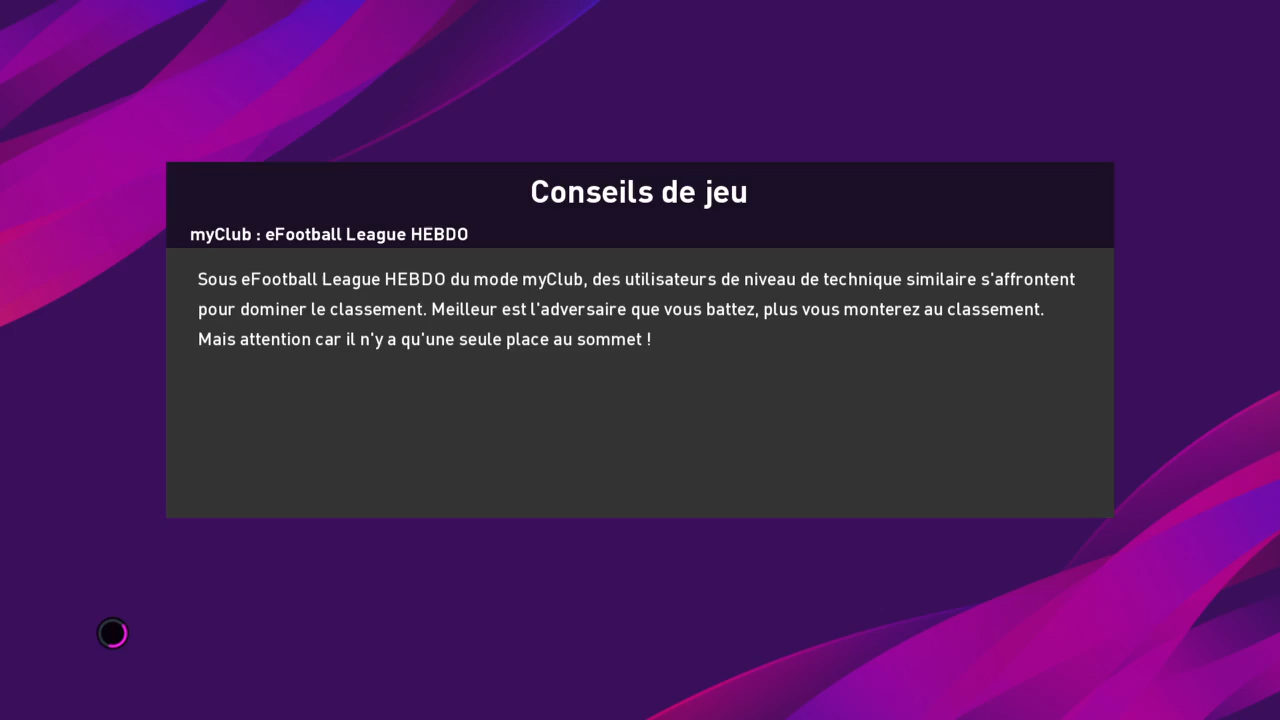 Conseils de jeu
myClub : eFootball League HEBDO
Sous eFootball League HEBDO du mode myClub, des utilisateurs de niveau de technique similaire s'affrontent
pour dominer le classement. Meilleur est l'adversaire que vous battez, plus vous monterez au classement.
Mais attention car il n'y a qu'une seule place au sommet !